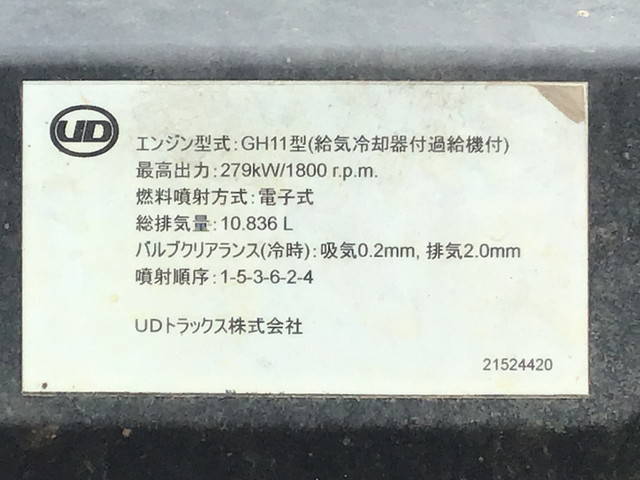 UD
エンジン型式:GH11型(給気冷却器付過給機付)
最高出力:279kW/1800 r.p.m.
燃料噴射方式:電子式
総排気量:10.836 L
バルブクリアランス(冷時):吸気0.2mm, 排気2.0mm
噴射順序:1-5-3-6-2-4
UDトラックス株式会社
21524420